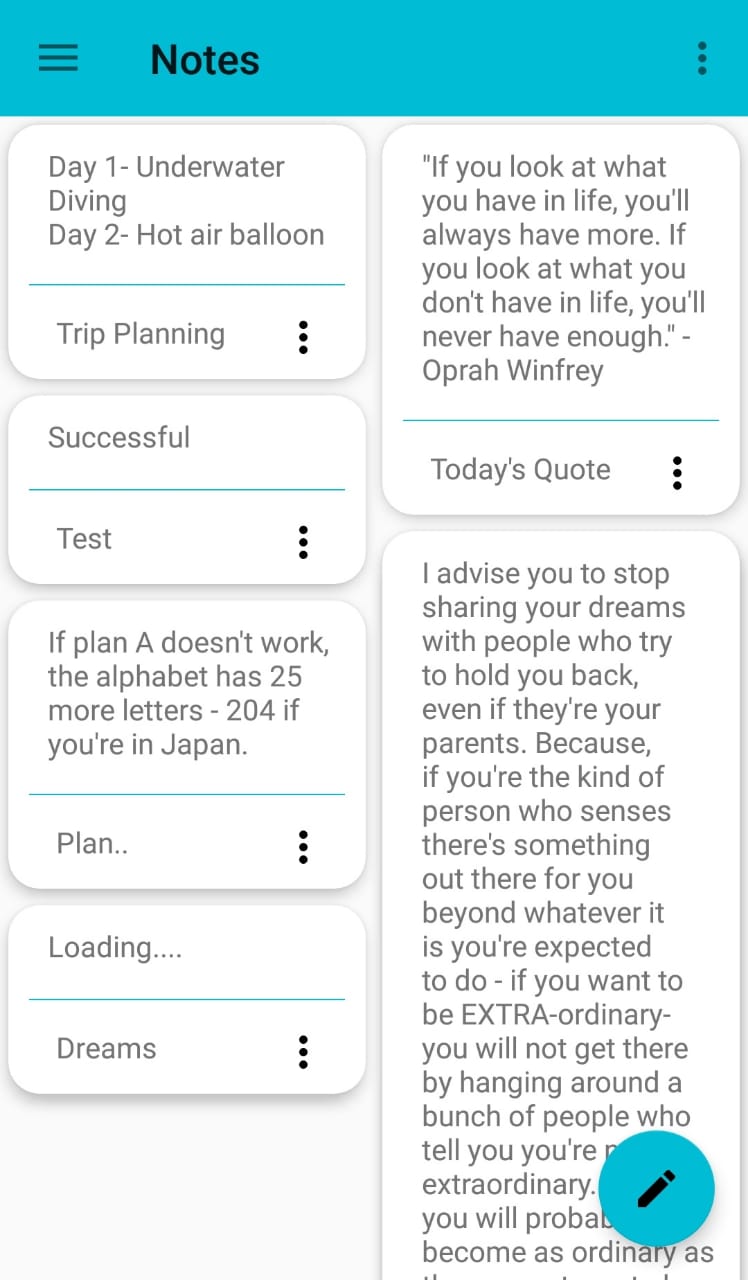 Notes
Day 1- Underwater
Diving
Day 2- Hot air balloon
Trip Planning
Successful
Test
If plan A doesn't work,
the alphabet has 25
more letters - 204 if
you're in Japan.
Plan..
Loading....
Dreams
"If you look at what
you have in life, you'll
always have more. If
you look at what you
don't have in life, you'll
never have enough." -
Oprah Winfrey
Today's Quote
I advise you to stop
sharing your dreams
with people who try
to hold you back,
even if they're your
parents. Because,
if you're the kind of
person who senses
there's something
out there for you
beyond whatever it
is you're expected
to do - if you want to
be EXTRA-ordinary-
you will not get there
by hanging around a
bunch of people who
tell you you're
extraordinary.
you will
become as ordinary as